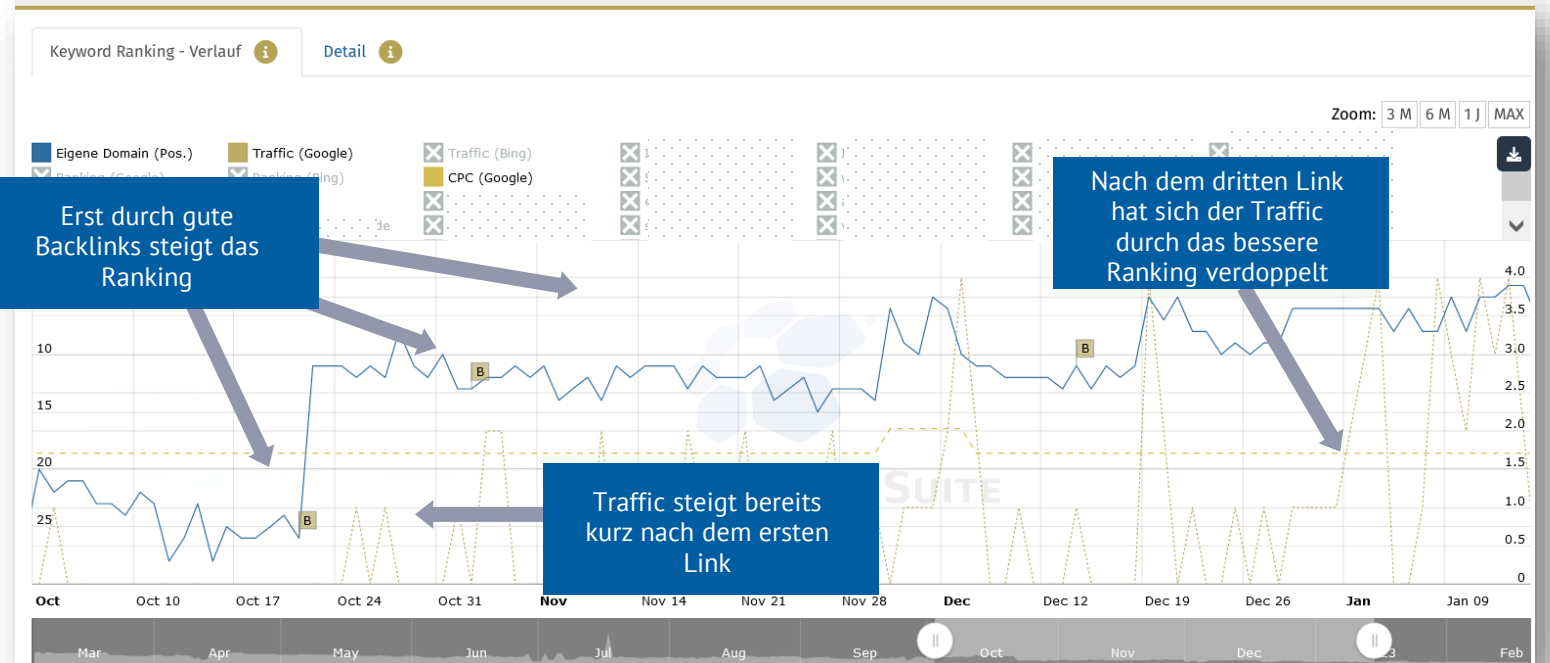 Keyword Ranking - Verlauf i
Detail i
Zoom: 3 M 6 M 1 J MAX
Eigene Domain (Pos.) Traffic (Google) Traffic (Bing)
CPC (Google)
Erst durch gute
Backlinks steigt das
Ranking
Nach dem dritten Link
hat sich der Traffic
durch das bessere
Ranking verdoppelt
4.0
3.5
10 3.0
B
B
2.5
15
2.0
20 1.5
SUITE
Traffic steigt bereits
kurz nach dem ersten
Link
1.0
25
B
0.5
0
Oct Oct 10 Oct 17 Oct 24 Oct 31 Nov Nov 14 Nov 21 Nov 28 Dec Dec 12 Dec 19 Dec 26 Jan Jan 09
Mar Apr May Jun Jul Aug Sep Oct Nov Dec Feb